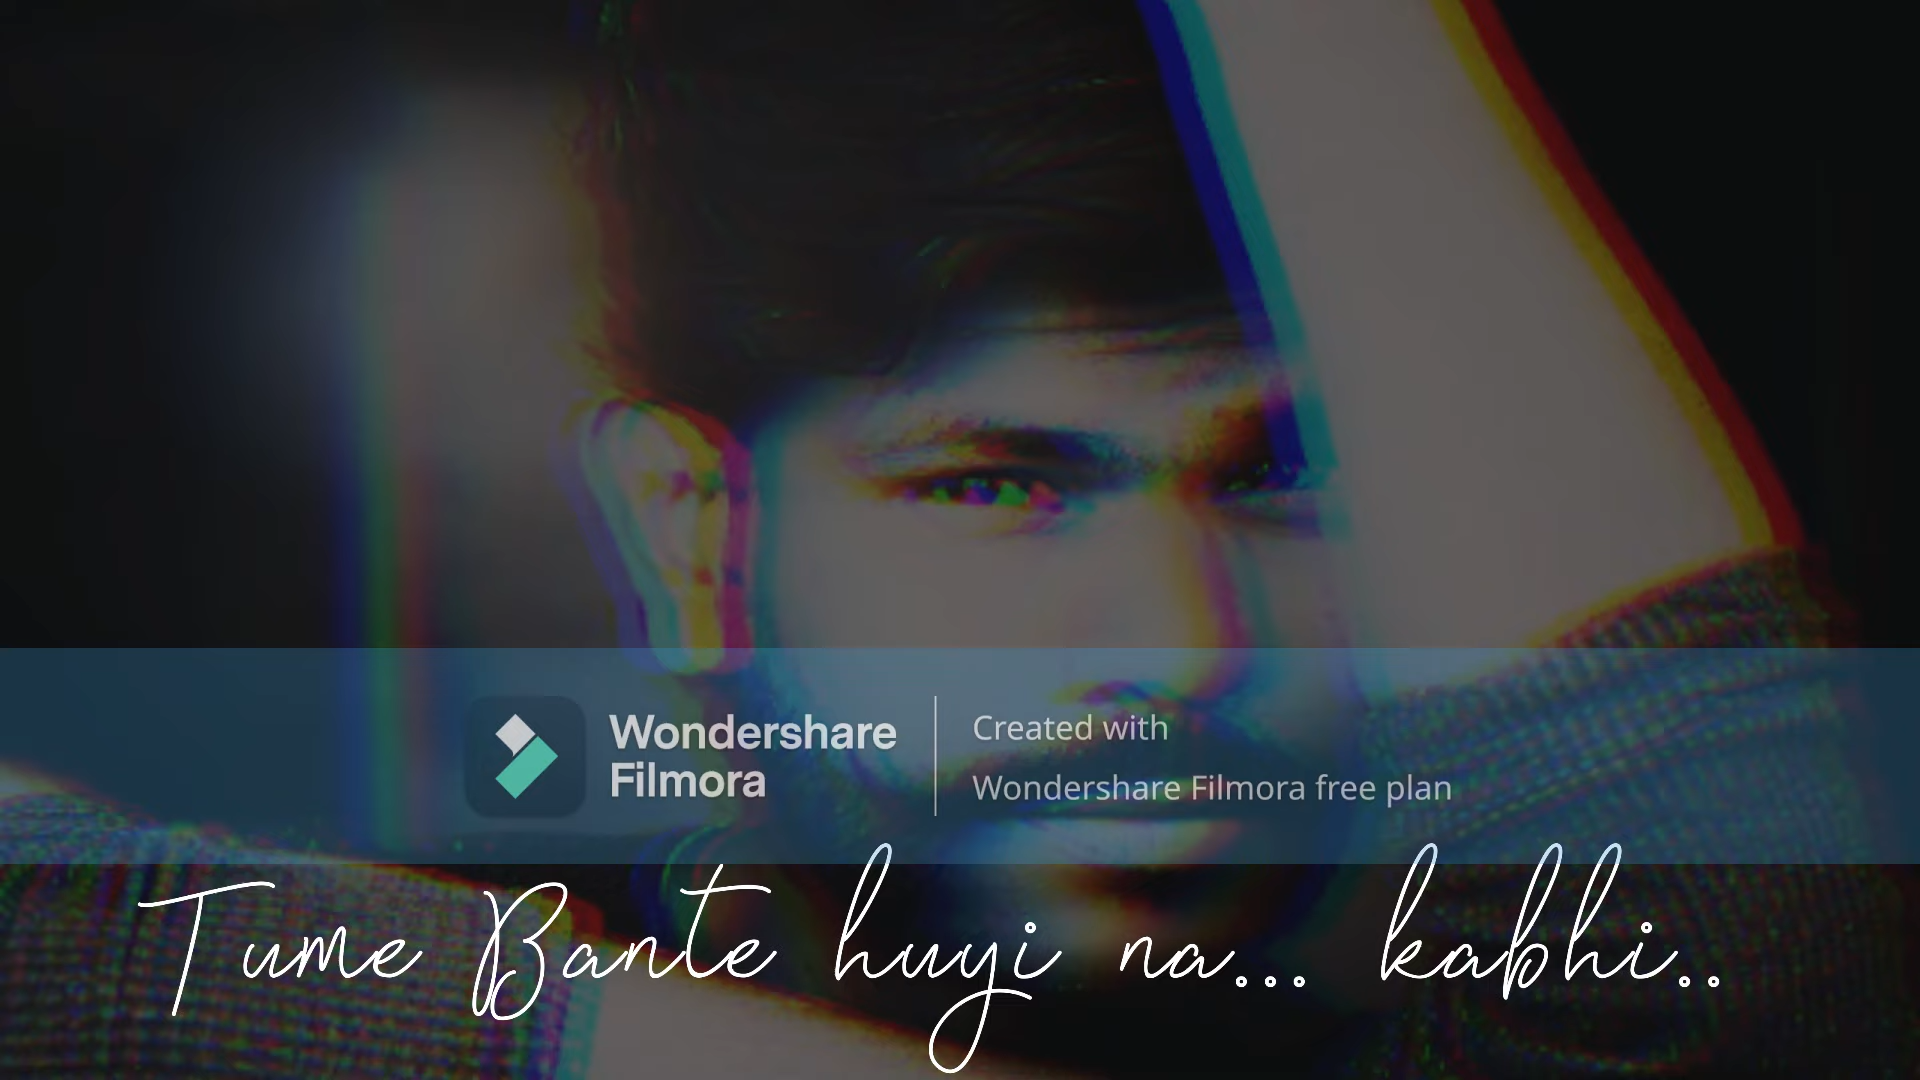 Wondershare
Filmora
Created with
Wondershare Filmora free plan
Tume Bante huyi na... kabhi..